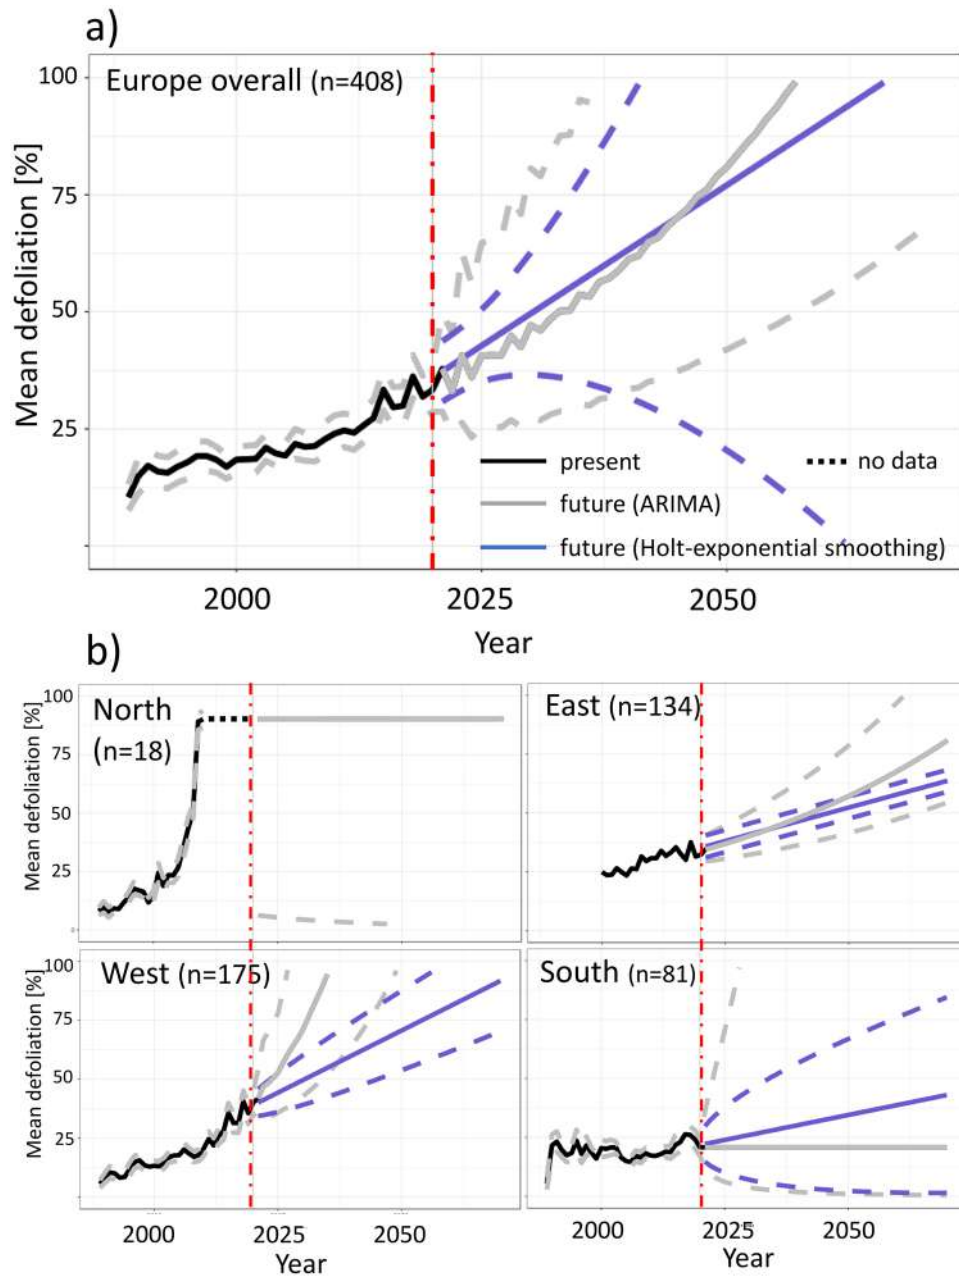 a)
Europe overall (n=408)
Mean defoliation [%]
100
75
50
25
present
no data
future (ARIMA)
future (Holt-exponential smoothing)
2000
2025
2050
Year
b)
Mean defoliation [%]
100
75
50
25
0
North
(n=18)
East (n=134)
Mean defoliation [%]
100
75
50
25
West (n=175)
South (n=81)
2000
2025
2050
Year
2000
2025
2050
Year